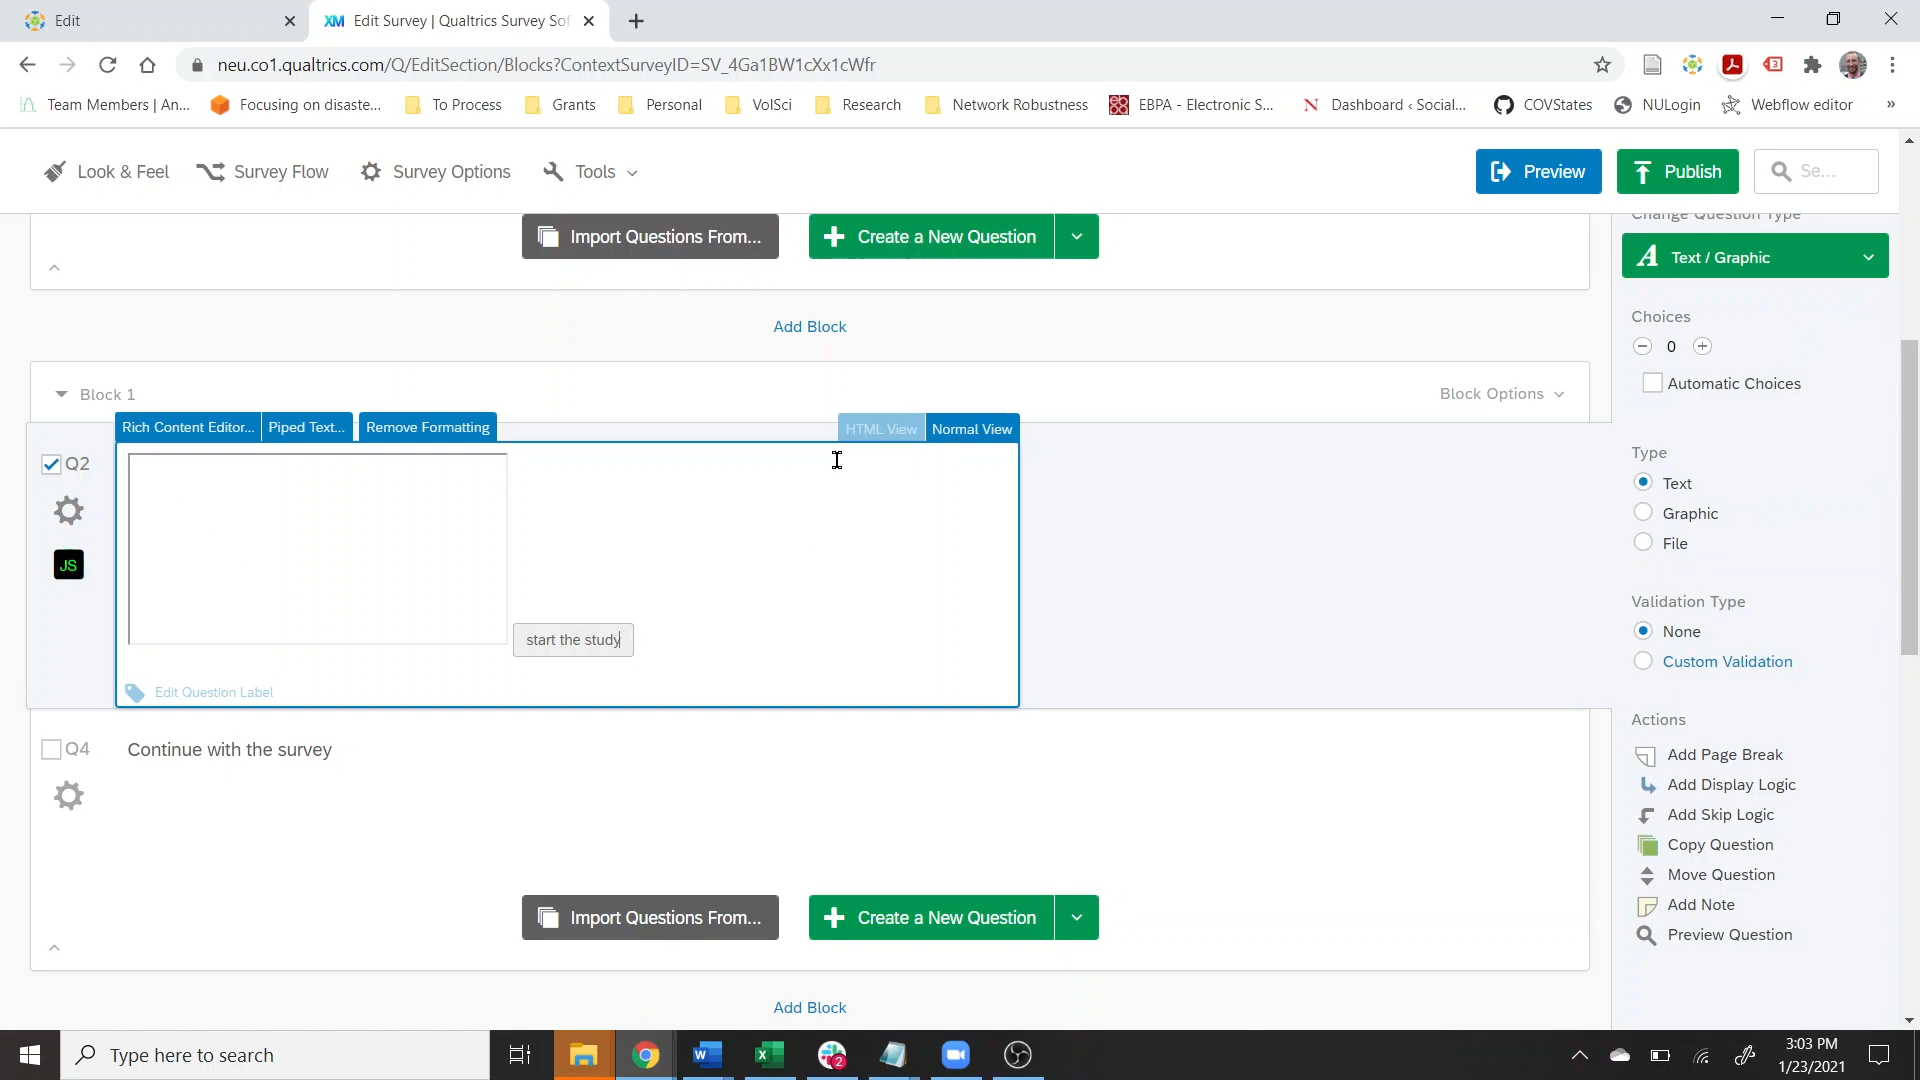 Edit
XM Edit Survey | Qualtrics Survey Sof
neu.co1.qualtrics.com/Q/EditSection/Blocks?ContextSurveyID=SV_4Ga1BW1cXx1cWfr
3
Team Members | An...
Focusing on disaste...
To Process
Grants
Personal
VolSci
Research
Network Robustness
EBPA - Electronic S...
N Dashboard ‹ Social...
COVStates
NULogin
Webflow editor
»
Look & Feel
Survey Flow
Survey Options
Tools
Preview
Publish
Se...
Import Questions From...
Create a New Question
Add Block
Block 1
Block Options
Rich Content Editor...
Piped Text...
Remove Formatting
HTML View
Normal View
Q2
JS
start the study
Edit Question Label
Q4
Continue with the survey
Import Questions From...
Create a New Question
Add Block
Change Question Type
A Text / Graphic
Choices
0
Automatic Choices
Type
Text
Graphic
File
Validation Type
None
Custom Validation
Actions
Add Page Break
Add Display Logic
Add Skip Logic
Copy Question
Move Question
Add Note
Preview Question
Type here to search
2
3:03 PM
1/23/2021